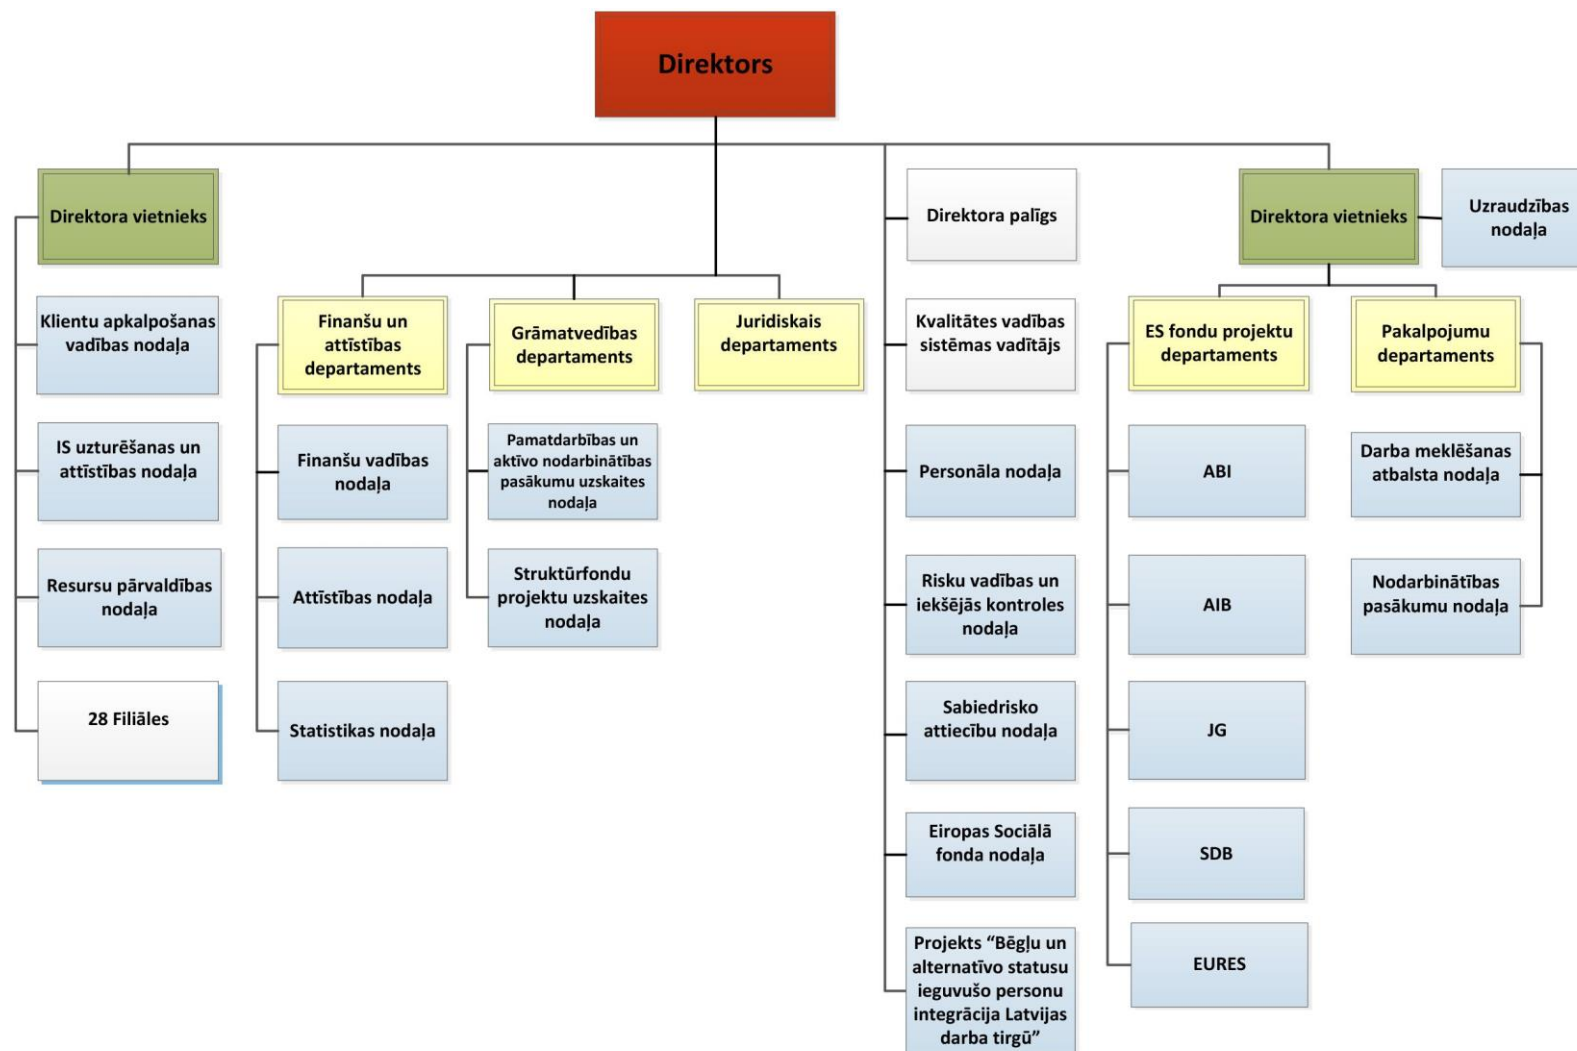 Direktors
Direktora vietnieks
Klientu apkalpošanas
vadības nodaļa
IS uzturēšanas un
attīstības nodaļa
Resursu pārvaldības
nodaļa
28 Filiāles
Finanšu un
attīstības
departaments
Finanšu vadības
nodaļa
Attīstības nodaļa
Statistikas nodaļa
Grāmatvedības
departaments
Pamatdarbības un
aktīvo nodarbinātības
pasākumu uzskaites
nodaļa
Struktūrfondu
projektu uzskaites
nodaļa
Juridiskais
departaments
Direktora palīgs
Kvalitātes vadības
sistēmas vadītājs
Personāla nodaļa
Risku vadības un
iekšējās kontroles
nodaļa
Sabiedrisko
attiecību nodaļa
Eiropas Sociālā
fonda nodaļa
Projekts “Bēgļu un
alternatīvo statusu
ieguvušo personu
integrācija Latvijas
darba tirgū”
Direktora vietnieks
Uzraudzības
nodaļa
ES fondu projektu
departaments
ABI
AIB
JG
SDB
EURES
Pakalpojumu
departaments
Darba meklēšanas
atbalsta nodaļa
Nodarbinātības
pasākumu nodaļa